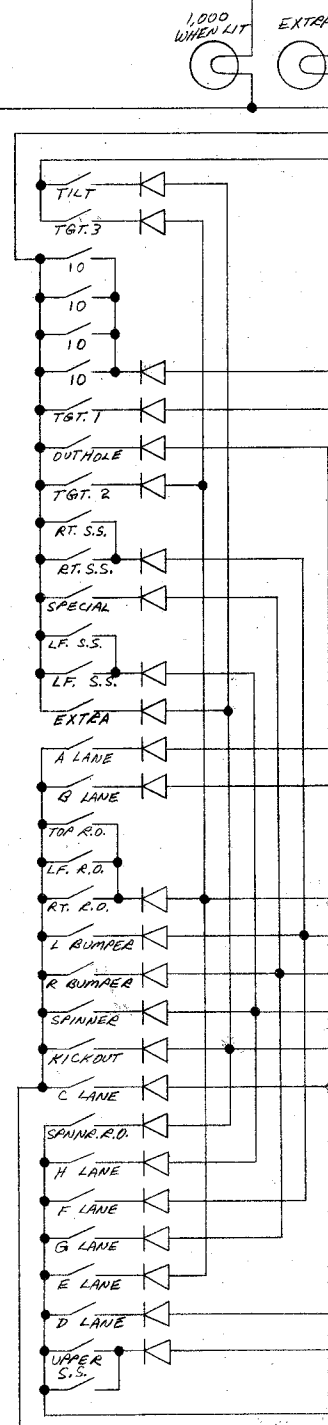 1,000
WHEN LIT
EXTRA
TILT
TGT. 3
10
10
10
10
TGT. 1
OUTHOLE
TGT. 2
RT. S.S.
RT. S.S.
SPECIAL
LF. S.S.
LF. S.S.
EXTRA
A LANE
B LANE
TOP R.O.
LF. R.O.
RT. R.O.
L BUMPER
R BUMPER
SPINNER
KICKOUT
C LANE
SPNNR. R.O.
H LANE
F LANE
G LANE
E LANE
D LANE
UPPER
S.S.